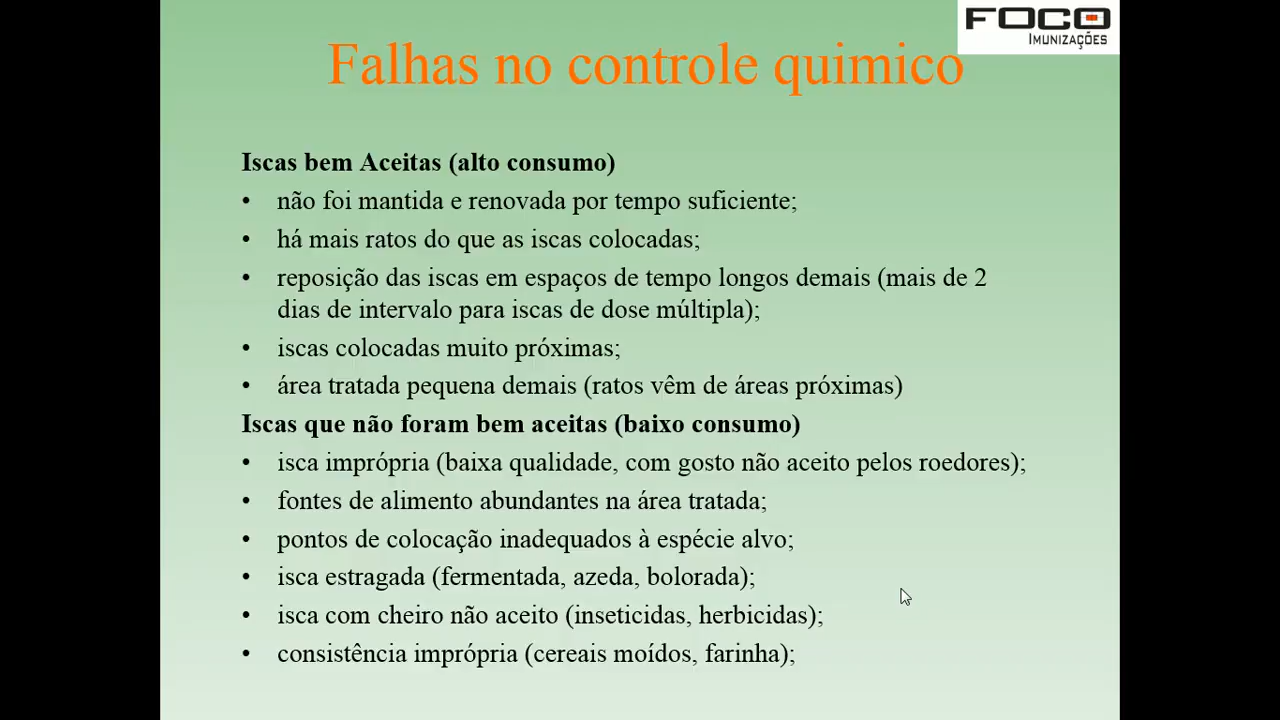 FOCO
IMUNIZAÇÕES
Falhas no controle quimico
Iscas bem Aceitas (alto consumo)
• não foi mantida e renovada por tempo suficiente;
• há mais ratos do que as iscas colocadas;
• reposição das iscas em espaços de tempo longos demais (mais de 2
dias de intervalo para iscas de dose múltipla);
• iscas colocadas muito próximas;
• área tratada pequena demais (ratos vêm de áreas próximas)
Iscas que não foram bem aceitas (baixo consumo)
• isca imprópria (baixa qualidade, com gosto não aceito pelos roedores);
• fontes de alimento abundantes na área tratada;
• pontos de colocação inadequados à espécie alvo;
• isca estragada (fermentada, azeda, bolorada);
• isca com cheiro não aceito (inseticidas, herbicidas);
• consistência imprópria (cereais moídos, farinha);